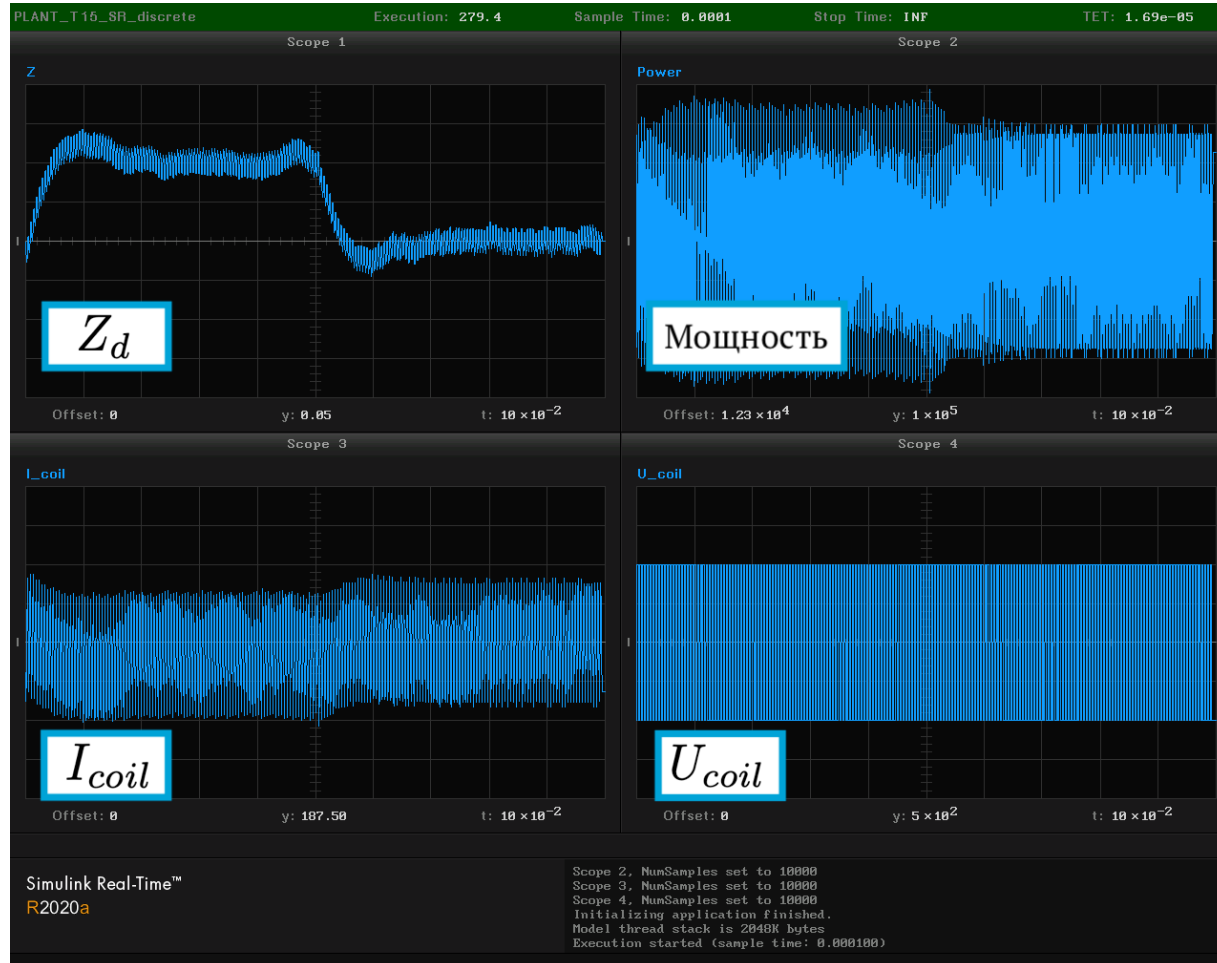 PLANT_T15_SR_discrete Execution: 279.4 Sample Time: 0.0001 Stop Time: INF TET: 1.69e-05
Scope 1
Z
Z_d
Offset: 0 y: 0.05 t: 10 ×10^-2
Scope 2
Power
Мощность
Offset: 1.23 ×10^4 y: 1 ×10^5 t: 10 ×10^-2
Scope 3
I_coil
I_coil
Offset: 0 y: 187.50 t: 10 ×10^-2
Scope 4
U_coil
U_coil
Offset: 0 y: 5 ×10^2 t: 10 ×10^-2
Simulink Real-Time™
R2020a
Scope 2, NumSamples set to 10000
Scope 3, NumSamples set to 10000
Scope 4, NumSamples set to 10000
Initializing application finished.
Model thread stack is 2048K bytes
Execution started (sample time: 0.000100)